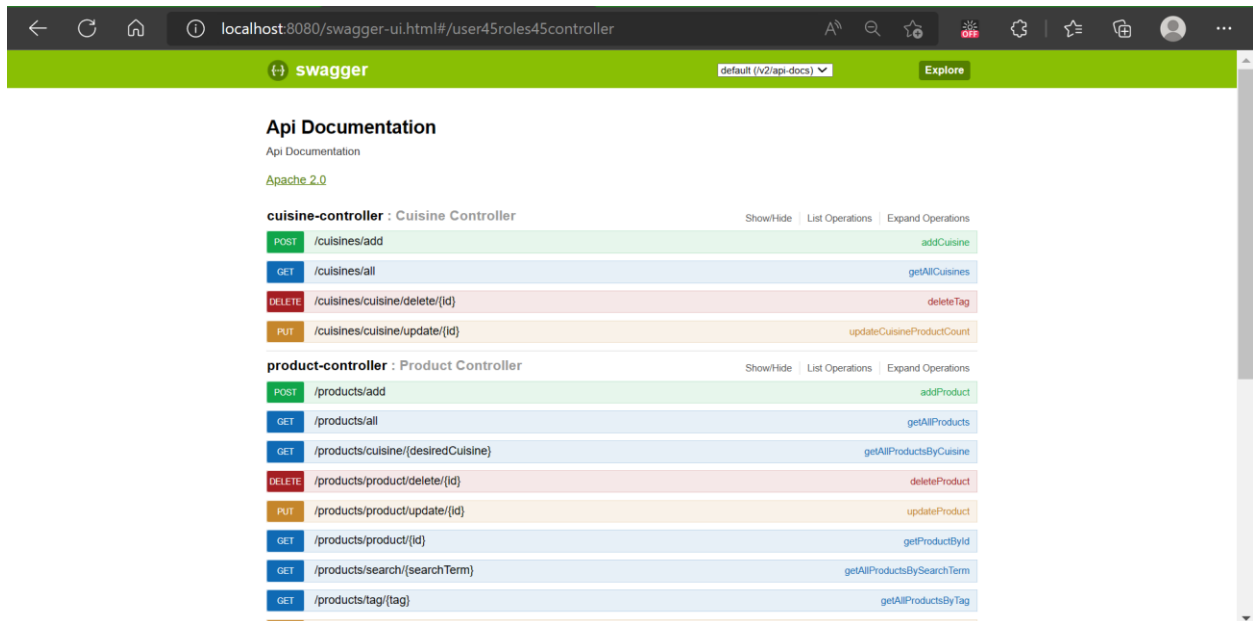 localhost:8080/swagger-ui.html#/user45roles45controller
OFF
swagger
default (/v2/api-docs)
Explore
Api Documentation
Api Documentation
Apache 2.0
cuisine-controller : Cuisine Controller Show/Hide List Operations Expand Operations
POST /cuisines/add addCuisine
GET /cuisines/all getAllCuisines
DELETE /cuisines/cuisine/delete/{id} deleteTag
PUT /cuisines/cuisine/update/{id} updateCuisineProductCount
product-controller : Product Controller Show/Hide List Operations Expand Operations
POST /products/add addProduct
GET /products/all getAllProducts
GET /products/cuisine/{desiredCuisine} getAllProductsByCuisine
DELETE /products/product/delete/{id} deleteProduct
PUT /products/product/update/{id} updateProduct
GET /products/product/{id} getProductById
GET /products/search/{searchTerm} getAllProductsBySearchTerm
GET /products/tag/{tag} getAllProductsByTag